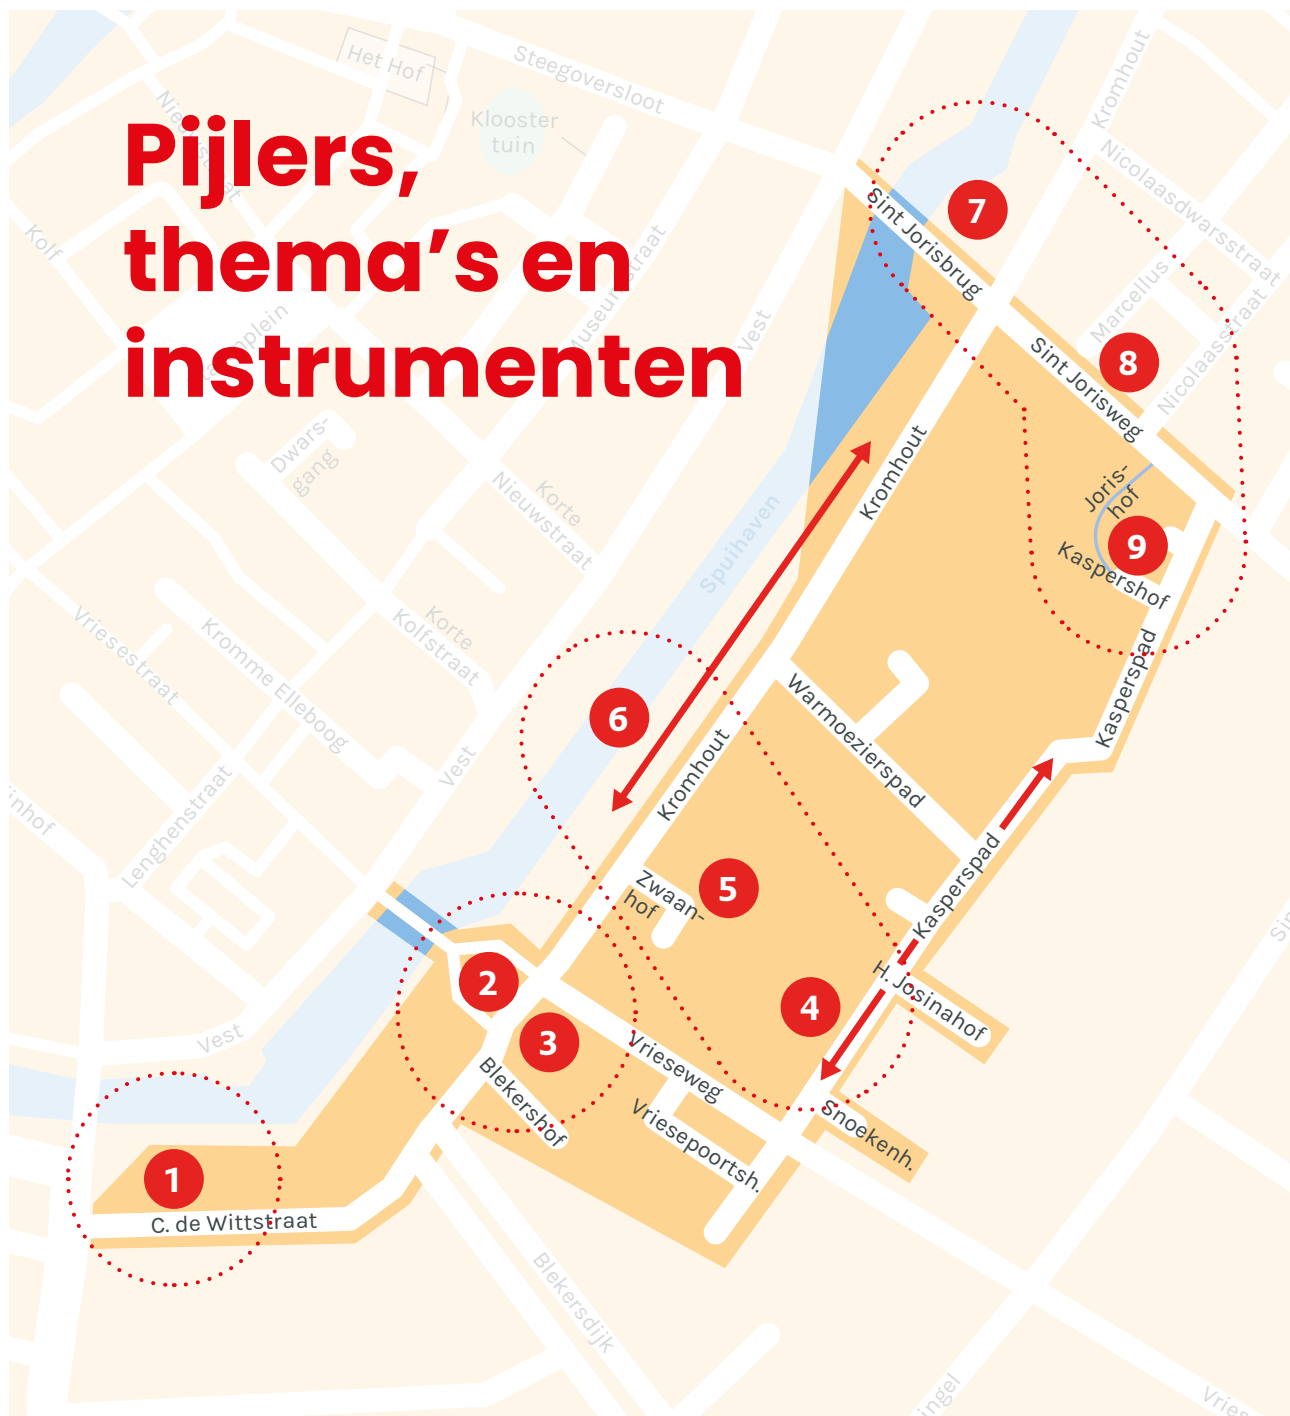 Pijlers,
thema’s en
instrumenten
Het Hof
Steegoversloot
Klooster
tuin
Kromhout
Nicolaasdwarsstraat
Marcellus
Nicolaasstraat
Kolf
Museumstraat
Vest
7
Sint Jorisbrug
8
Sint Jorisweg
Joris-
hof
9
Kaspershof
Kasperspad
Kromhout
Dwars-
gang
Korte
Nieuwstraat
Spuihaven
Vriesestraat
Kromme Elleboog
Korte
Kolfstraat
6
Vest
Kromhout
Warmoezierspad
Lenghenstraat
5
Zwaan-
hof
Kasperspad
2
3
4
H. Josinahof
Vest
Vrieseweg
Blekershof
Vriesepoortsh.
Snoekenh.
1
C. de Wittstraat
Blekersdijk